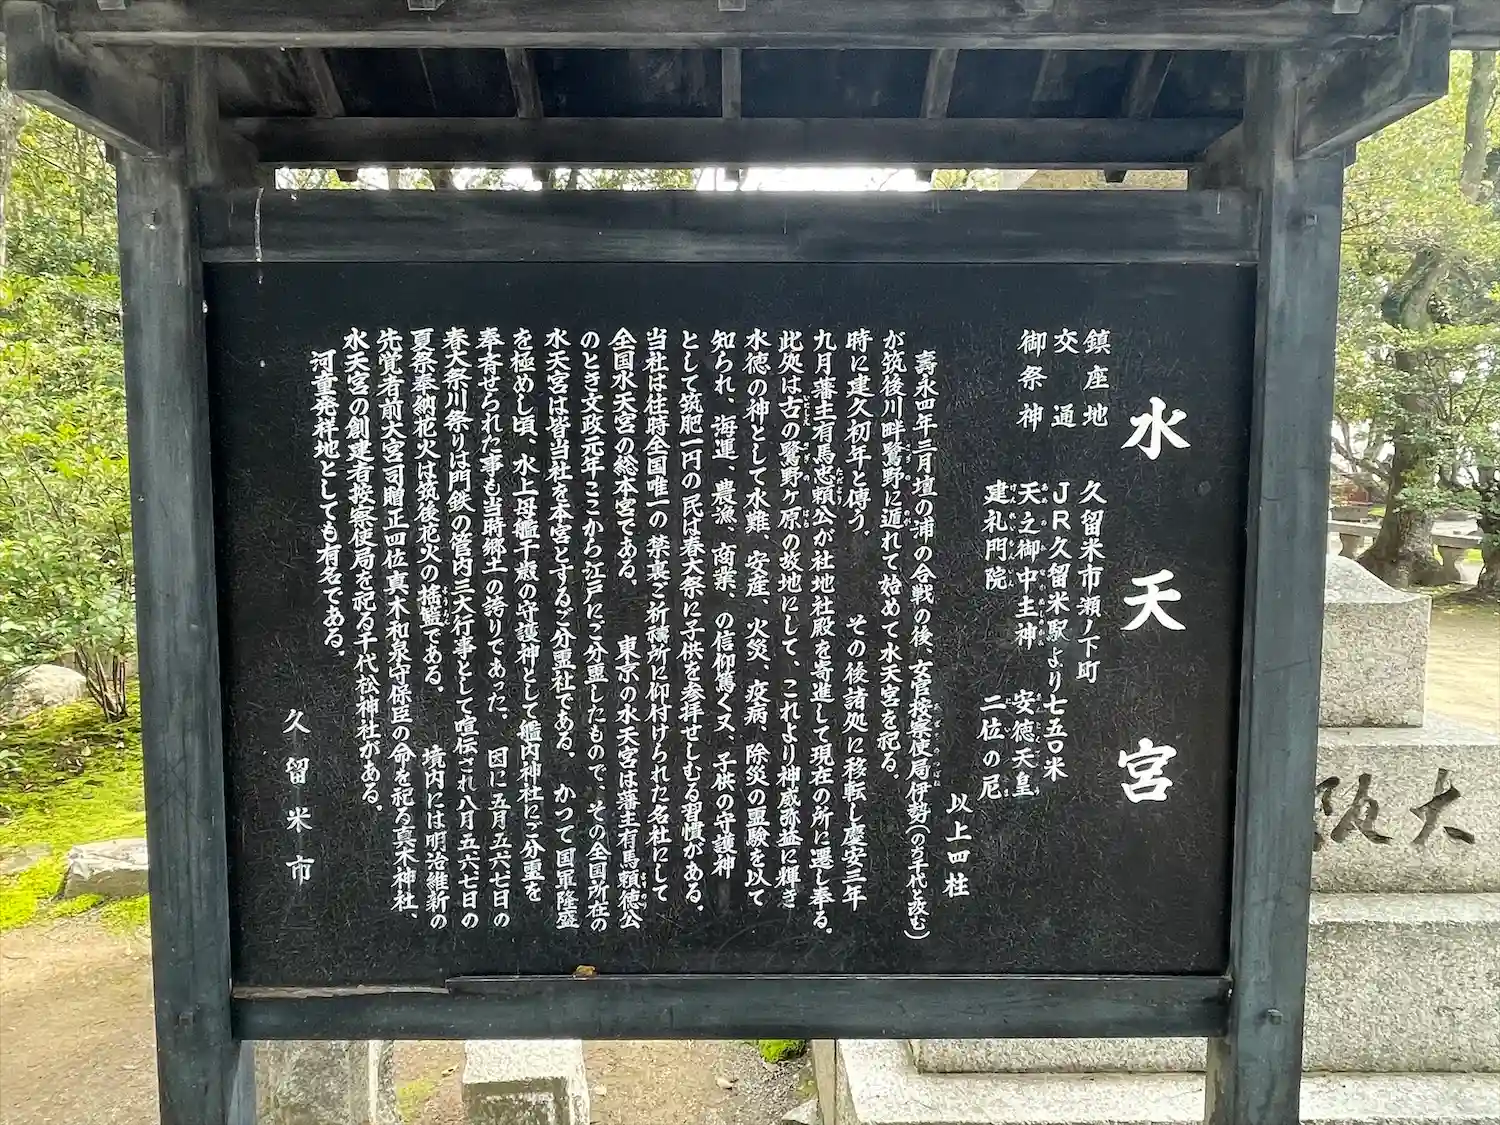 水天宮
鎮座地　久留米市瀬ノ下町
交通　ＪＲ久留米駅より七五〇米
御祭神　天之御中主神　安徳天皇
建礼門院　二位の尼
以上四柱
壽永四年三月壇の浦の合戦の後、女官按察使局伊勢（のち千代と改む）
が筑後川畔鷺野に遁れて始めて水天宮を祀る。
時に建久初年と傳う。　その後諸処に移転し慶安三年
九月藩主有馬忠頼公が社地社殿を寄進して現在の所に遷し奉る。
此処は古の鷺野ヶ原の故地にして、これより神威弥益に輝き
水徳の神として水難、安産、火災、疫病、除災の霊験を以て
知られ、海運、農漁、商業、の信仰篤く又、子供の守護神
として筑肥一円の民は春大祭に子供を参拝せしむる習慣がある。
当社は往時全国唯一の禁裏ご祈禱所に仰付けられた名社にして
全国水天宮の総本宮である。　東京の水天宮は藩主有馬頼徳公
のとき文政元年ここから江戸にご分霊したもので、その全国所在の
水天宮は皆当社を本宮とするご分霊社である。　かつて国軍隆盛
を極めし頃、水上母艦千歳の守護神として艦内神社にご分霊を
奉斉せられた事も当時郷土の誇りであった。　因に五月五六七日の
春大祭川祭りは門鉄の管内三大行事として喧伝され八月五六七日の
夏祭奉納花火は筑後花火の揺籃である。　境内には明治維新の
先覚者前大宮司贈正四位真木和泉守保臣の命を祀る真木神社、
水天宮の創建者按察使局を祀る千代松神社がある。
河童発祥地としても有名である。
久留米市
大阪